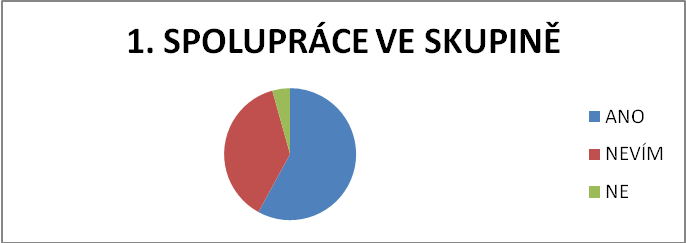 1. SPOLUPRÁCE VE SKUPINĚ
ANO
NEVÍM
NE